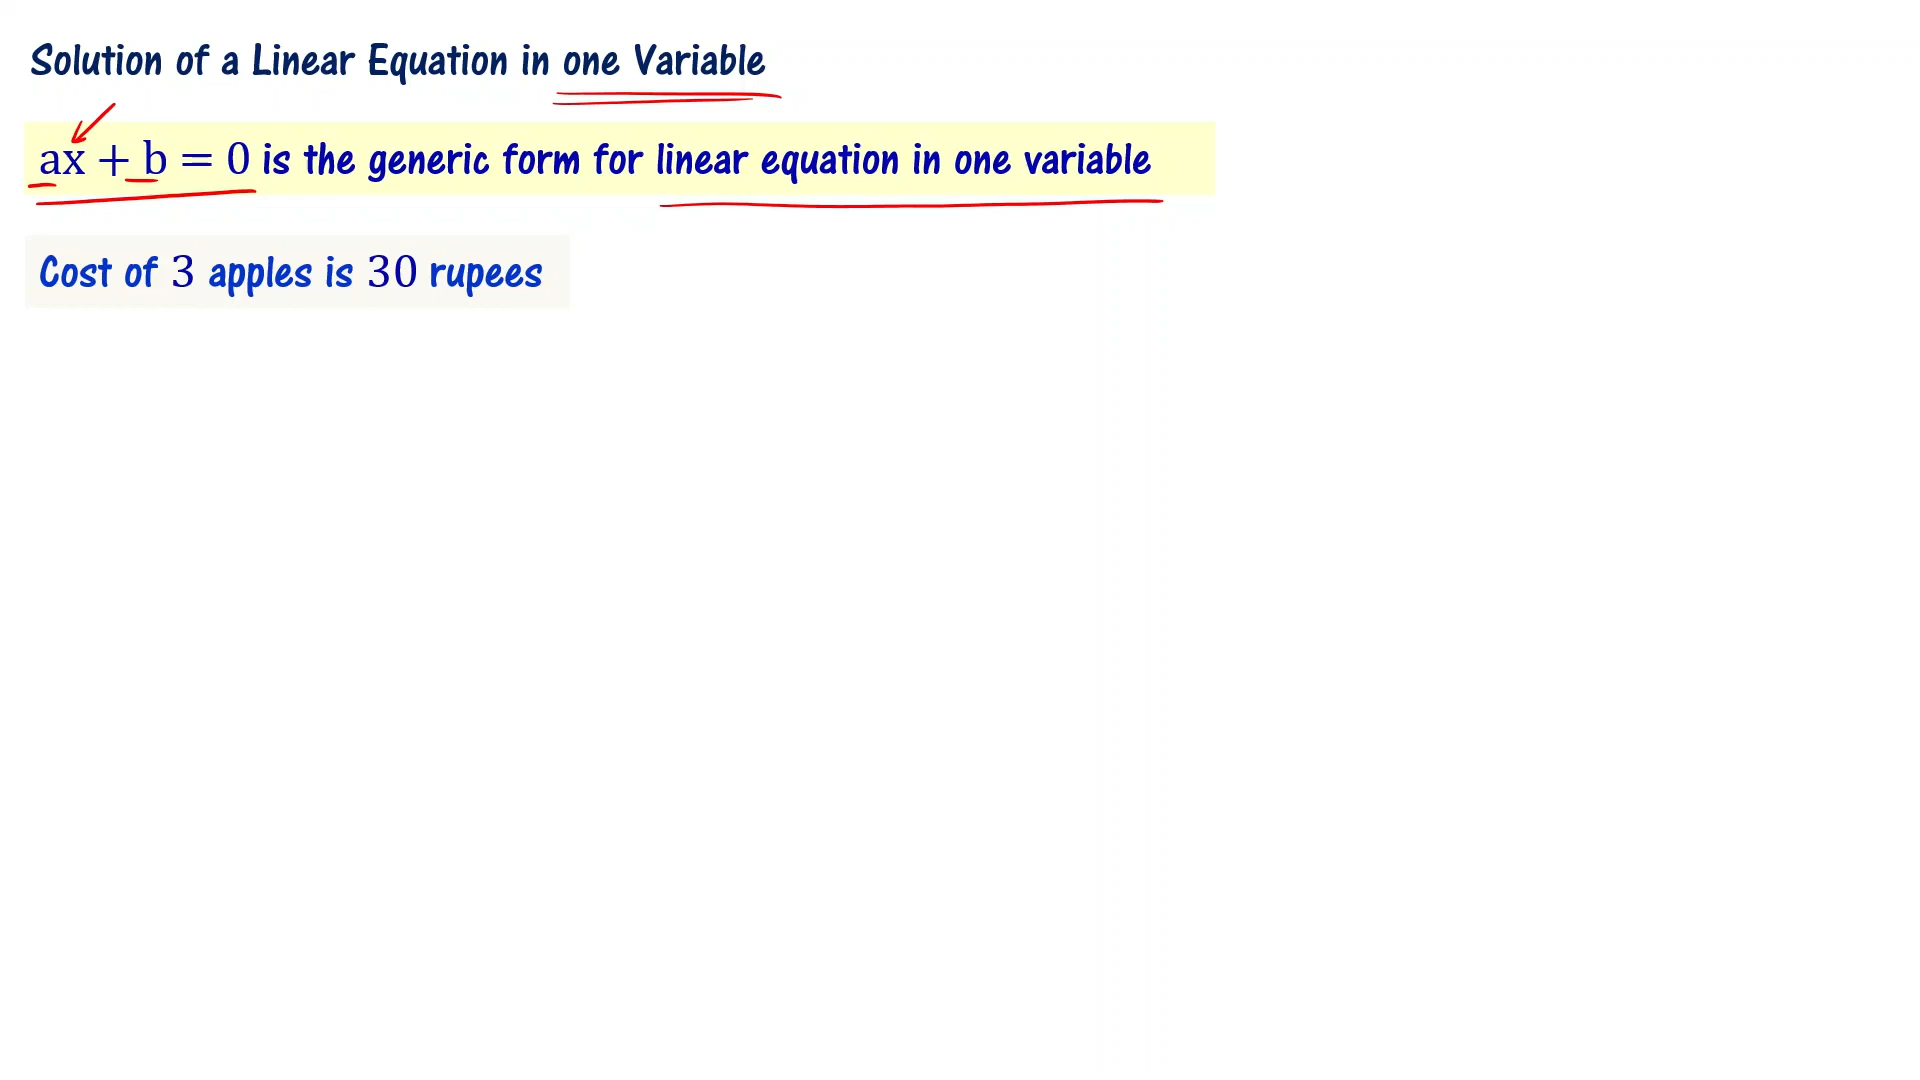 Solution of a Linear Equation in one Variable
ax + b = 0 is the generic form for linear equation in one variable
Cost of 3 apples is 30 rupees